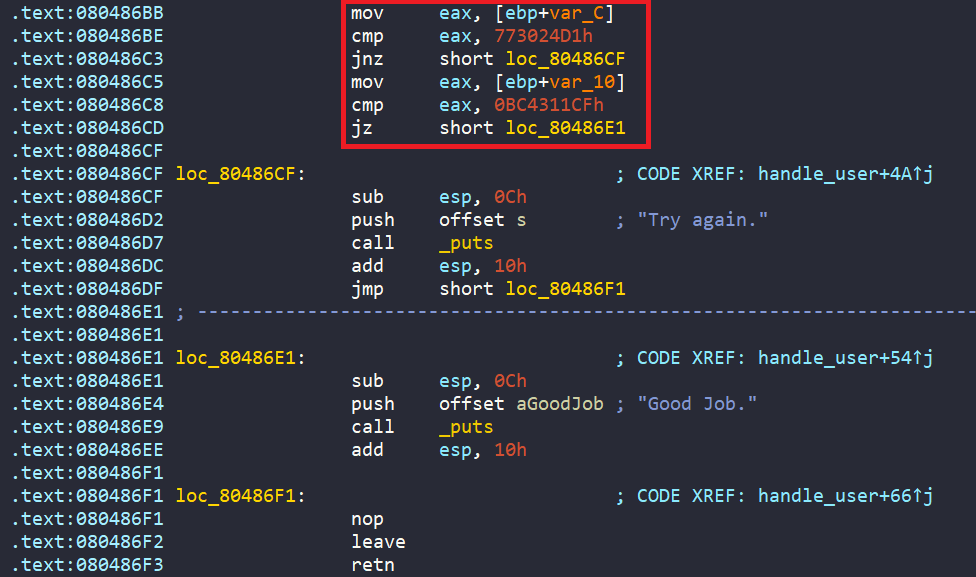 .text:080486BB mov eax, [ebp+var_C]
.text:080486BE cmp eax, 773024D1h
.text:080486C3 jnz short loc_80486CF
.text:080486C5 mov eax, [ebp+var_10]
.text:080486C8 cmp eax, 0BC4311CFh
.text:080486CD jz short loc_80486E1
.text:080486CF
.text:080486CF loc_80486CF: ; CODE XREF: handle_user+4A↑j
.text:080486CF sub esp, 0Ch
.text:080486D2 push offset s ; "Try again."
.text:080486D7 call _puts
.text:080486DC add esp, 10h
.text:080486DF jmp short loc_80486F1
.text:080486E1 ; ---------------------------------------------------------------------------
.text:080486E1
.text:080486E1 loc_80486E1: ; CODE XREF: handle_user+54↑j
.text:080486E1 sub esp, 0Ch
.text:080486E4 push offset aGoodJob ; "Good Job."
.text:080486E9 call _puts
.text:080486EE add esp, 10h
.text:080486F1
.text:080486F1 loc_80486F1: ; CODE XREF: handle_user+66↑j
.text:080486F1 nop
.text:080486F2 leave
.text:080486F3 retn